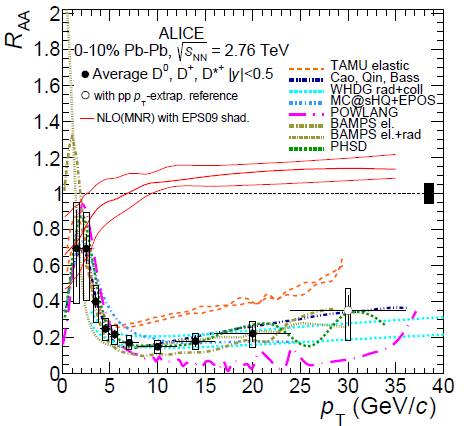 R_AA
2
1.8
1.6
1.4
1.2
1
0.8
0.6
0.4
0.2
0
ALICE
0-10% Pb-Pb, √s_NN = 2.76 TeV
Average D⁰, D⁺, D*⁺ |y|<0.5
with pp p_T-extrap. reference
NLO(MNR) with EPS09 shad.
TAMU elastic
Cao, Qin, Bass
WHDG rad+coll
MC@sHQ+EPOS
POWLANG
BAMPS el.
BAMPS el.+rad
PHSD
0 5 10 15 20 25 30 35 40
p_T (GeV/c)